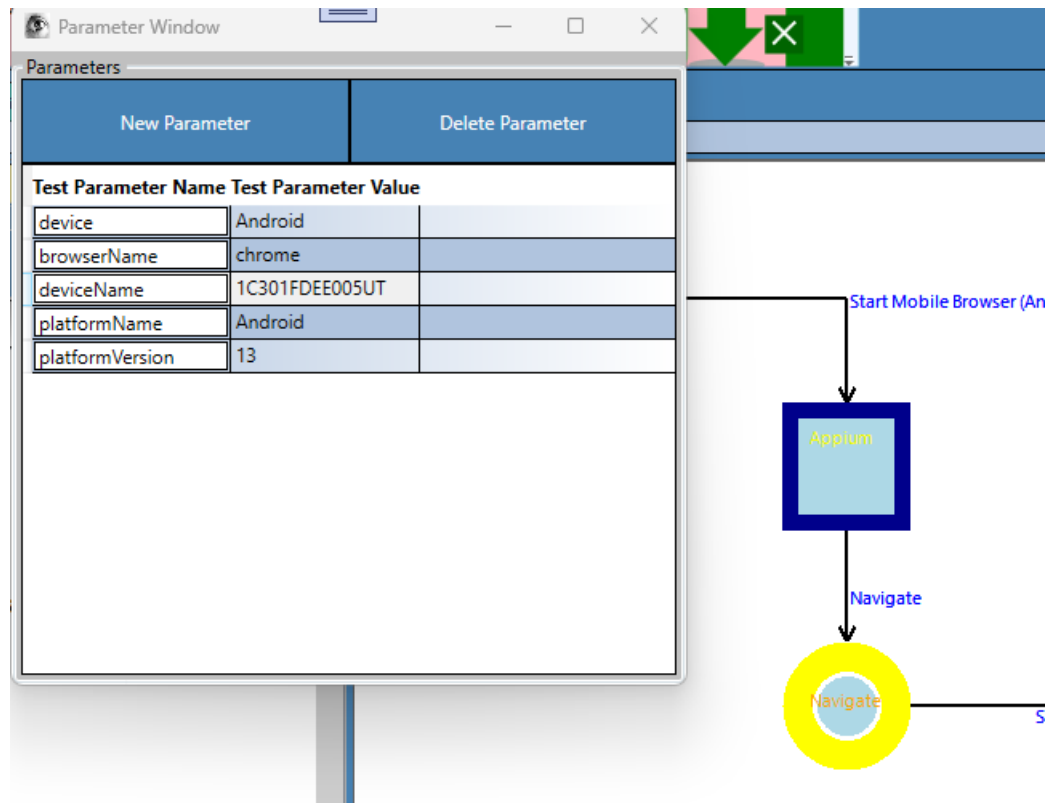 Parameter Window
Parameters
New Parameter Delete Parameter
Test Parameter Name Test Parameter Value
device Android
browserName chrome
deviceName 1C301FDEE005UT
platformName Android
platformVersion 13
Start Mobile Browser (An
Appium
Navigate
Navigate
S